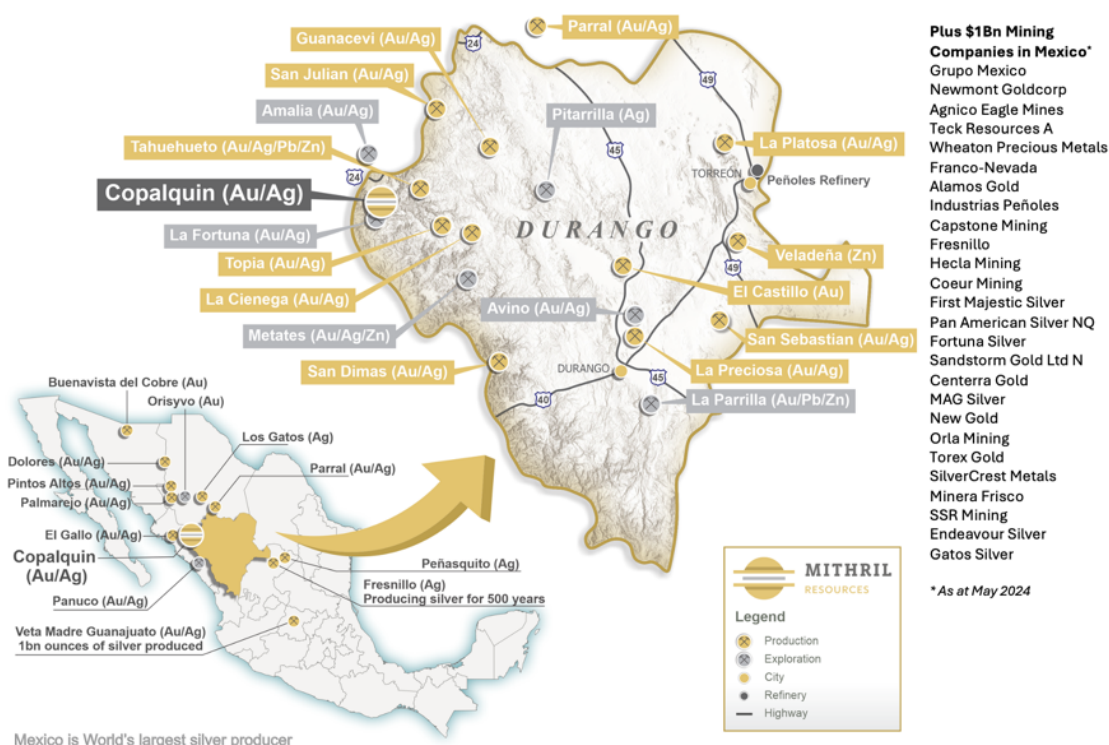 Parral (Au/Ag)
24
Guanacevi (Au/Ag)
49
San Julian (Au/Ag)
Amalia (Au/Ag)
Pitarrilla (Ag)
Tahuehueto (Au/Ag/Pb/Zn)
45
La Platosa (Au/Ag)
24
TORREÓN
Peñoles Refinery
Copalquin (Au/Ag)
La Fortuna (Au/Ag)
DURANGO
Topia (Au/Ag)
Veladeña (Zn)
49
La Cienega (Au/Ag)
El Castillo (Au)
Metates (Au/Ag/Zn)
Avino (Au/Ag)
San Sebastian (Au/Ag)
San Dimas (Au/Ag)
DURANGO
La Preciosa (Au/Ag)
45
40
La Parrilla (Au/Pb/Zn)
Buenavista del Cobre (Au)
Orisyvo (Au)
Los Gatos (Ag)
Dolores (Au/Ag)
Parral (Au/Ag)
Pintos Altos (Au/Ag)
Palmarejo (Au/Ag)
El Gallo (Au/Ag)
Copalquin
(Au/Ag)
Peñasquito (Ag)
Fresnillo (Ag)
Producing silver for 500 years
Panuco (Au/Ag)
Veta Madre Guanajuato (Au/Ag)
1bn ounces of silver produced
Mexico is World's largest silver producer
MITHRIL
RESOURCES
Legend
Production
Exploration
City
Refinery
Highway
Plus $1Bn Mining
Companies in Mexico*
Grupo Mexico
Newmont Goldcorp
Agnico Eagle Mines
Teck Resources A
Wheaton Precious Metals
Franco-Nevada
Alamos Gold
Industrias Peñoles
Capstone Mining
Fresnillo
Hecla Mining
Coeur Mining
First Majestic Silver
Pan American Silver NQ
Fortuna Silver
Sandstorm Gold Ltd N
Centerra Gold
MAG Silver
New Gold
Orla Mining
Torex Gold
SilverCrest Metals
Minera Frisco
SSR Mining
Endeavour Silver
Gatos Silver
*As at May 2024